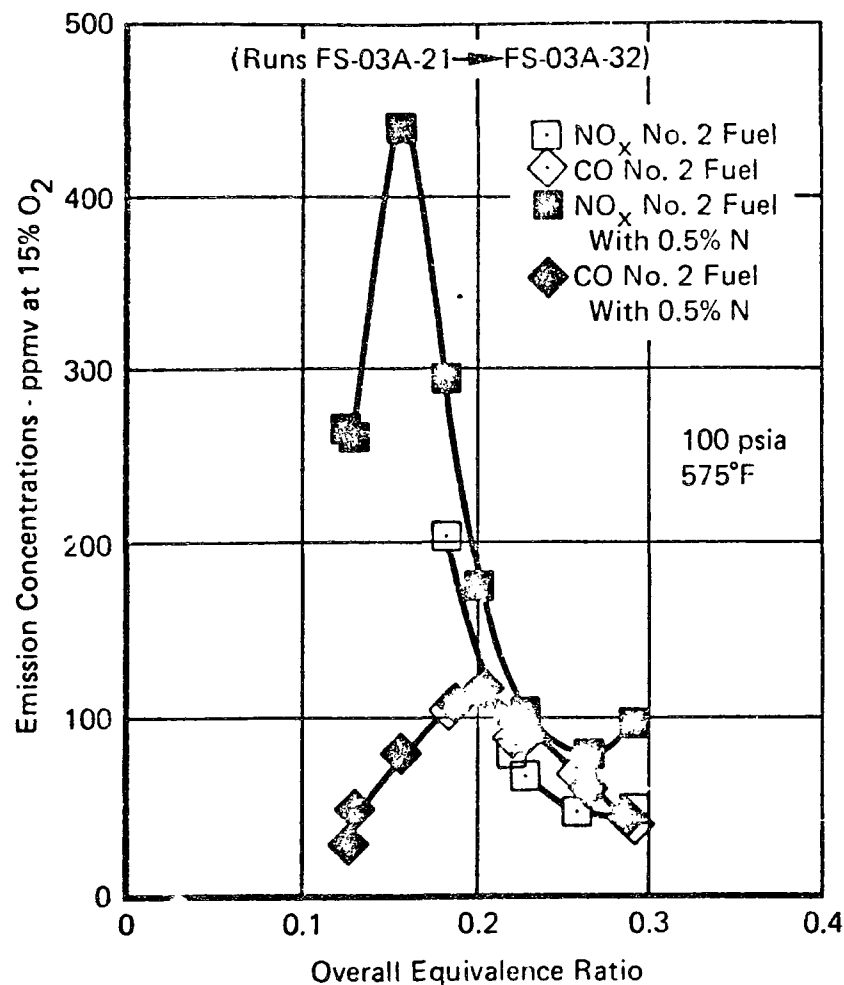 500
(Runs FS-03A-21 FS-03A-32)
NOx No. 2 Fuel
CO No. 2 Fuel
NOx No. 2 Fuel
With 0.5% N
CO No. 2 Fuel
With 0.5% N
400
300
100 psia
575°F
200
100
0
0 0.1 0.2 0.3 0.4
Overall Equivalence Ratio
Emission Concentrations - ppmv at 15% O2